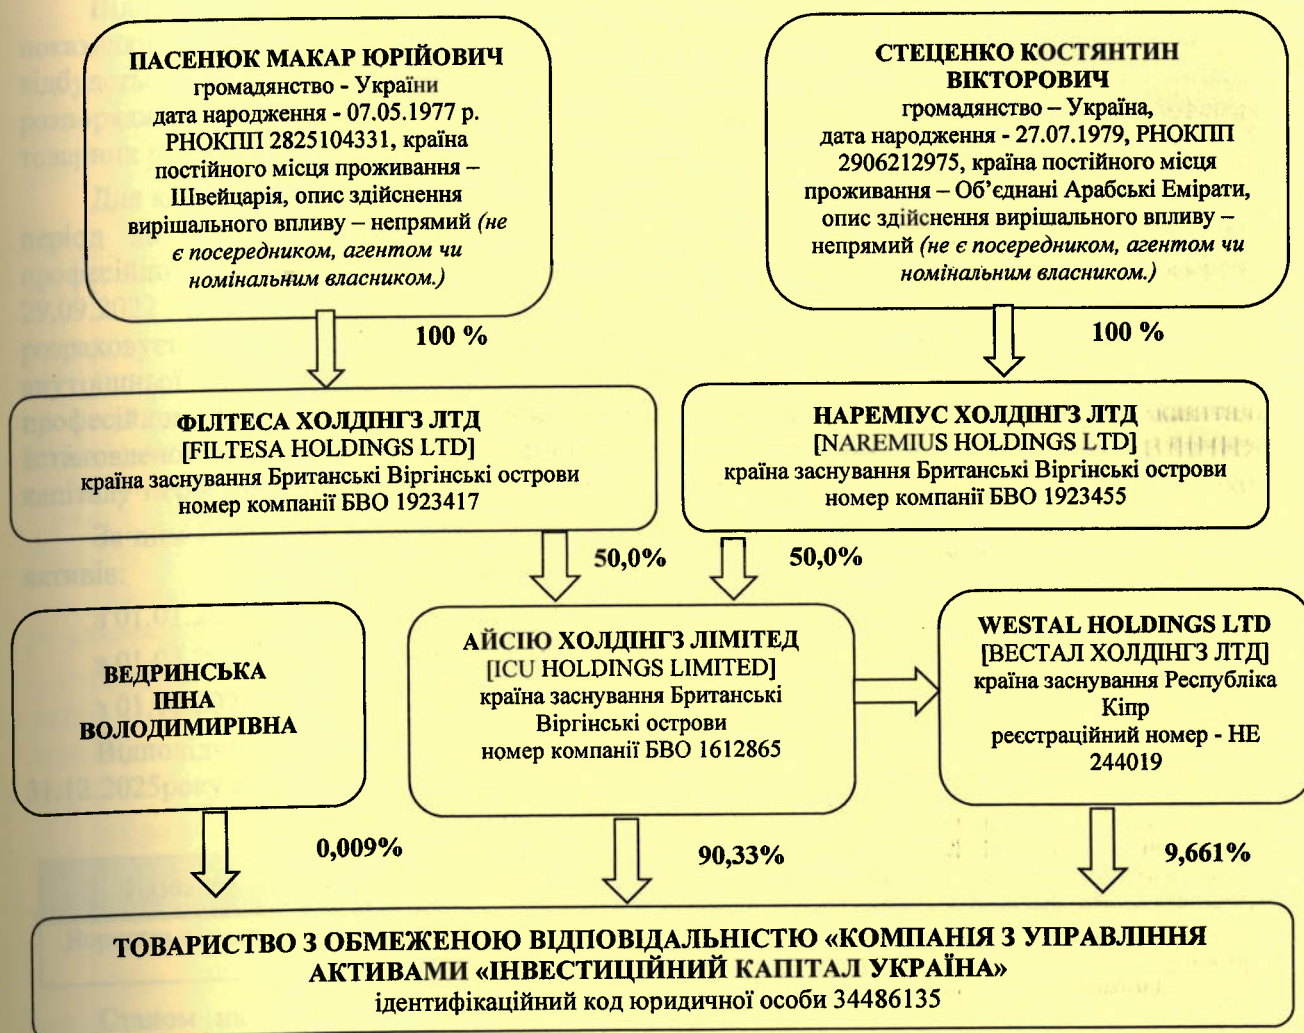 ПАСЕНЮК МАКАР ЮРІЙОВИЧ
громадянство - України
дата народження - 07.05.1977 р.
РНОКПП 2825104331, країна
постійного місця проживання –
Швейцарія, опис здійснення
вирішального впливу – непрямий (не
є посередником, агентом чи
номінальним власником.)
СТЕЦЕНКО КОСТЯНТИН
ВІКТОРОВИЧ
громадянство – Україна,
дата народження - 27.07.1979, РНОКПП
2906212975, країна постійного місця
проживання – Об’єднані Арабські Емірати,
опис здійснення вирішального впливу –
непрямий (не є посередником, агентом чи
номінальним власником.)
100 %
100 %
ФІЛТЕСА ХОЛДІНГЗ ЛТД
[FILTESA HOLDINGS LTD]
країна заснування Британські Віргінські острови
номер компанії БВО 1923417
НАРЕМІУС ХОЛДІНГЗ ЛТД
[NAREMIUS HOLDINGS LTD]
країна заснування Британські Віргінські острови
номер компанії БВО 1923455
50,0%
50,0%
ВЕДРИНСЬКА
ІННА
ВОЛОДИМИРІВНА
АЙСІЮ ХОЛДІНГЗ ЛІМІТЕД
[ICU HOLDINGS LIMITED]
країна заснування Британські
Віргінські острови
номер компанії БВО 1612865
WESTAL HOLDINGS LTD
[ВЕСТАЛ ХОЛДІНГЗ ЛТД]
країна заснування Республіка
Кіпр
реєстраційний номер - НЕ
244019
0,009%
90,33%
9,661%
ТОВАРИСТВО З ОБМЕЖЕНОЮ ВІДПОВІДАЛЬНІСТЮ «КОМПАНІЯ З УПРАВЛІННЯ
АКТИВАМИ «ІНВЕСТИЦІЙНИЙ КАПІТАЛ УКРАЇНА»
ідентифікаційний код юридичної особи 34486135